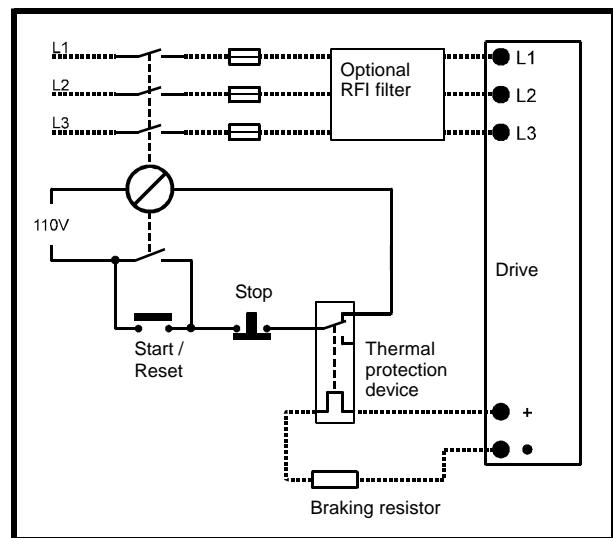 L1
L2
L3
Optional
RFI filter
L1
L2
L3
110V
Drive
Stop
Start /
Reset
Thermal
protection
device
+
Braking resistor